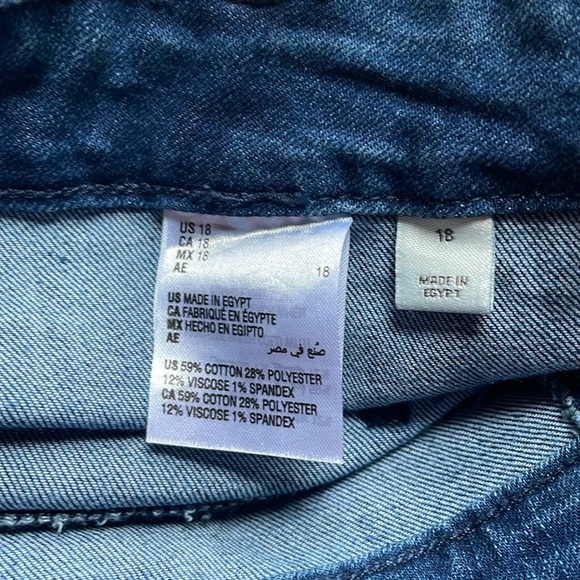 US 18
CA 18
MX 18
AE 18
US MADE IN EGYPT
CA FABRIQUÉ EN ÉGYPTE
MX HECHO EN EGIPTO
AE صُنع في مصر
US 59% COTTON 28% POLYESTER
12% VISCOSE 1% SPANDEX
CA 59% COTTON 28% POLYESTER
12% VISCOSE 1% SPANDEX
18
MADE IN
EGYPT